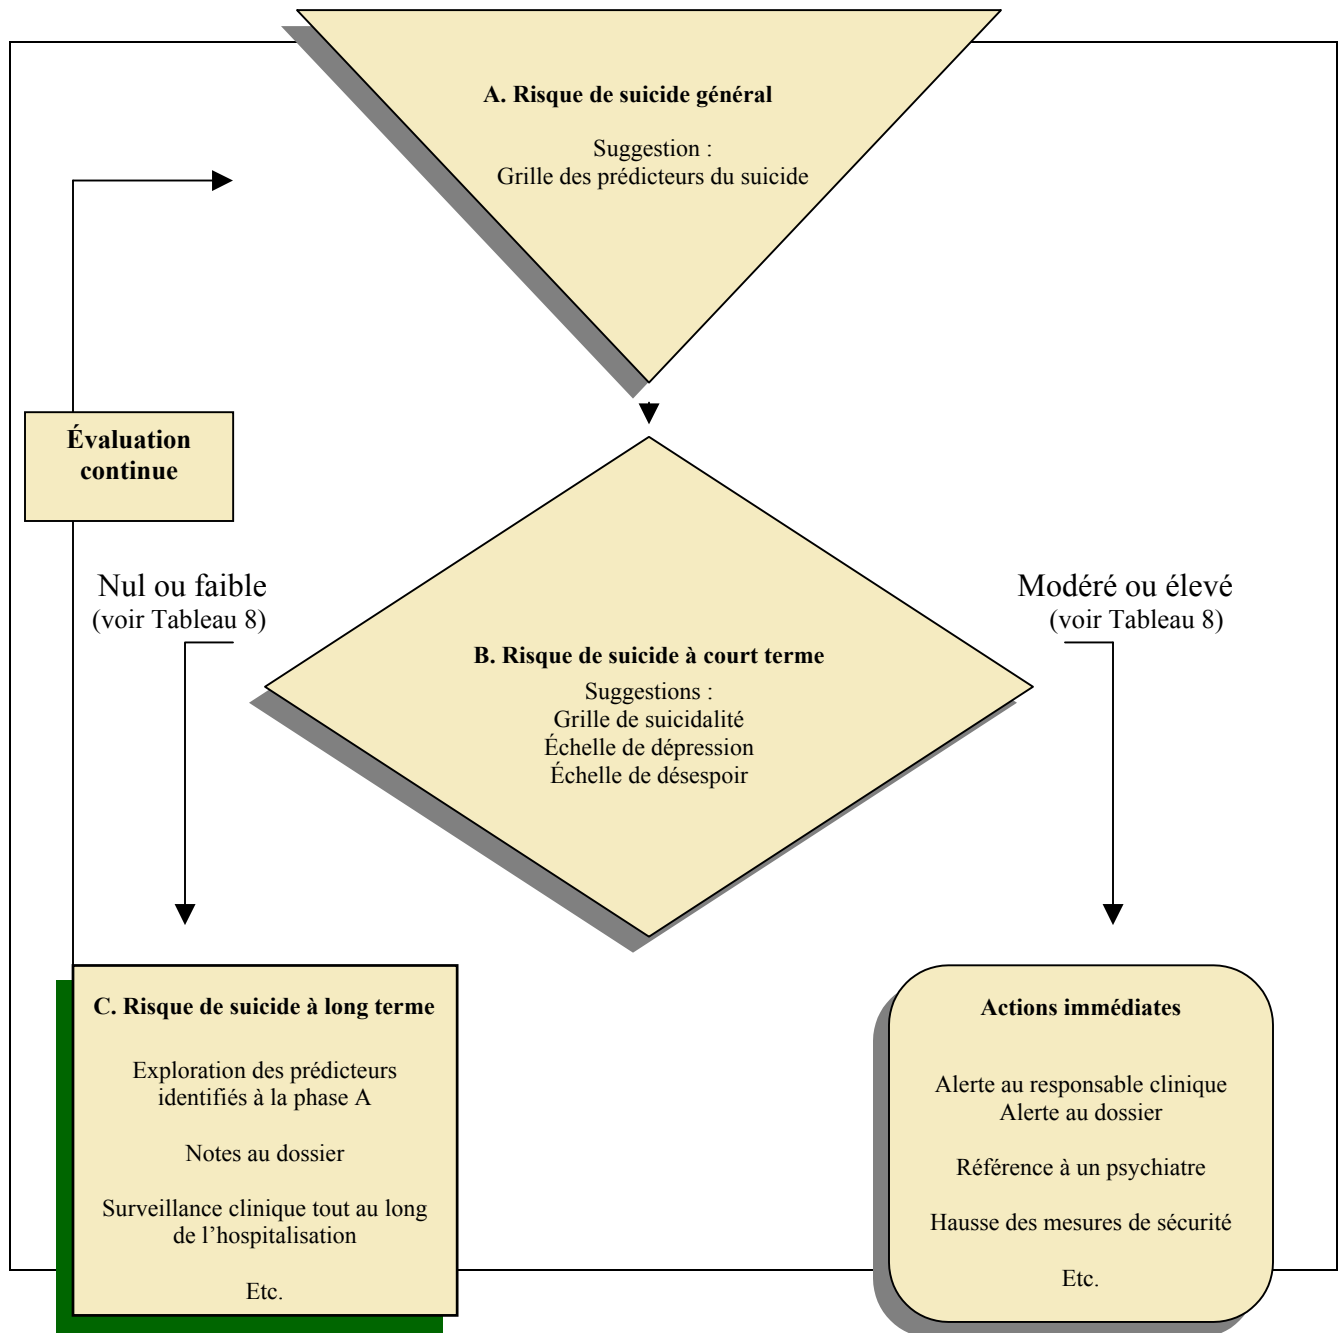 A. Risque de suicide général
Suggestion :
Grille des prédicteurs du suicide
Évaluation
continue
Nul ou faible
(voir Tableau 8)
Modéré ou élevé
(voir Tableau 8)
B. Risque de suicide à court terme
Suggestions :
Grille de suicidalité
Échelle de dépression
Échelle de désespoir
C. Risque de suicide à long terme
Exploration des prédicteurs
identifiés à la phase A
Notes au dossier
Surveillance clinique tout au long
de l’hospitalisation
Etc.
Actions immédiates
Alerte au responsable clinique
Alerte au dossier
Référence à un psychiatre
Hausse des mesures de sécurité
Etc.